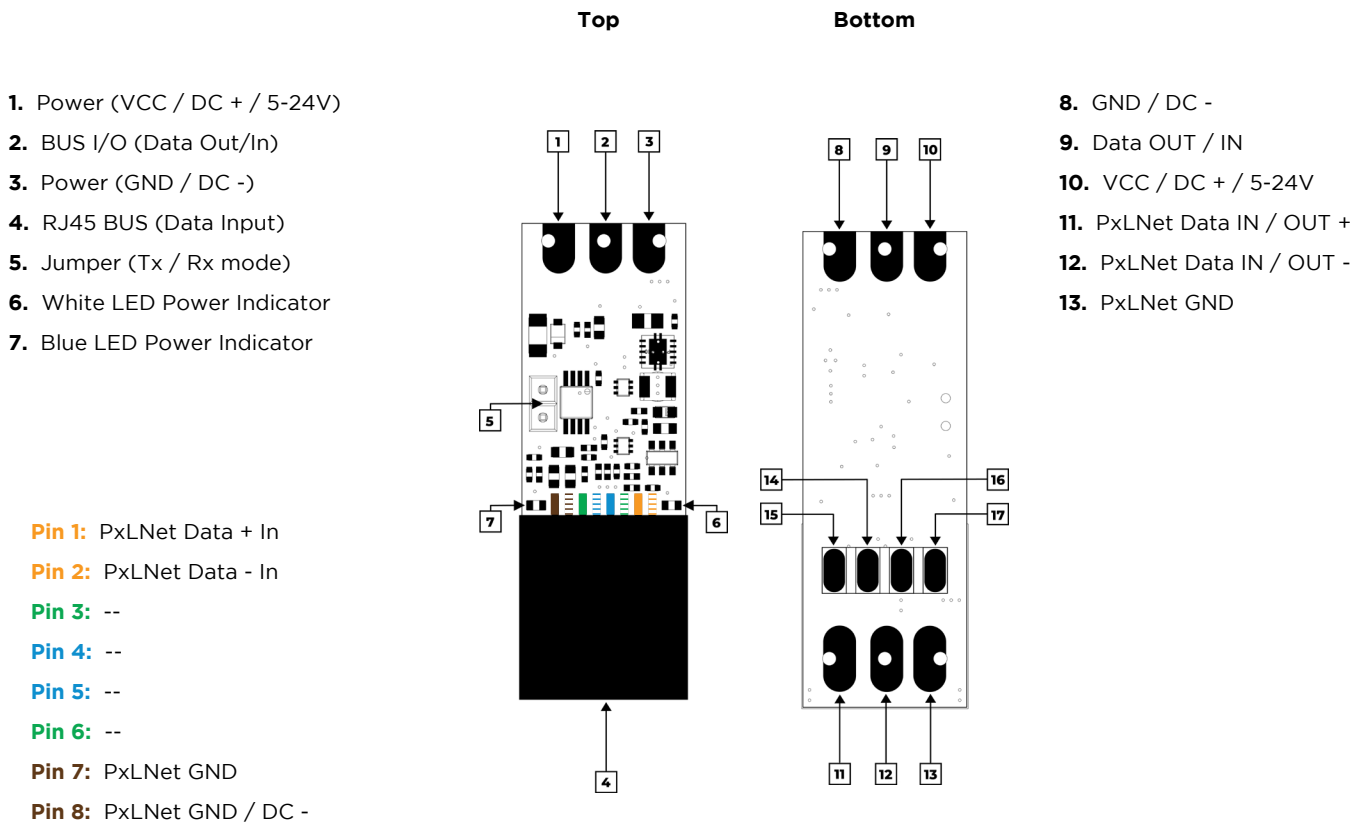 Top
Bottom
1. Power (VCC / DC + / 5-24V)
2. BUS I/O (Data Out/In)
3. Power (GND / DC -)
4. RJ45 BUS (Data Input)
5. Jumper (Tx / Rx mode)
6. White LED Power Indicator
7. Blue LED Power Indicator
Pin 1: PxLNet Data + In
Pin 2: PxLNet Data - In
Pin 3: --
Pin 4: --
Pin 5: --
Pin 6: --
Pin 7: PxLNet GND
Pin 8: PxLNet GND / DC -
1 2 3
5
7 6
4
8 9 10
14 16
15 17
11 12 13
8. GND / DC -
9. Data OUT / IN
10. VCC / DC + / 5-24V
11. PxLNet Data IN / OUT +
12. PxLNet Data IN / OUT -
13. PxLNet GND